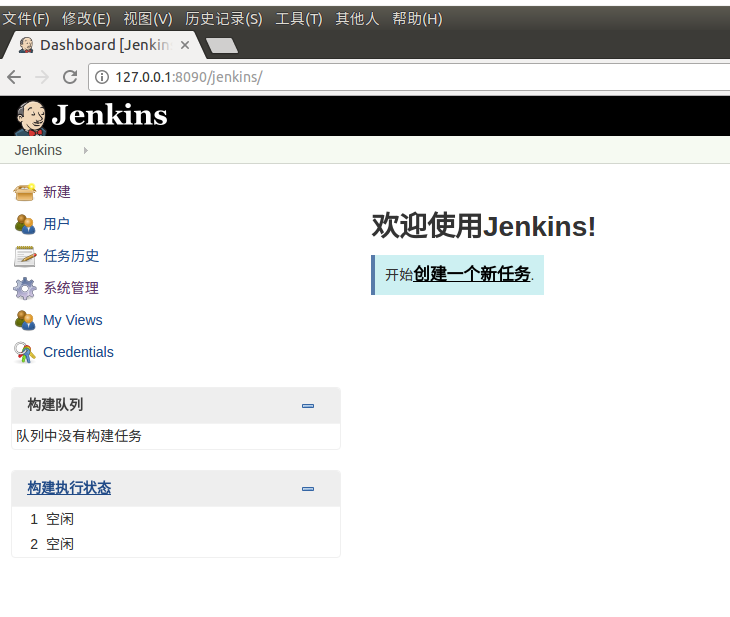 文件(F) 修改(E) 视图(V) 历史记录(S) 工具(T) 其他人 帮助(H)
Dashboard [Jenkin
127.0.0.1:8090/jenkins/
Jenkins
Jenkins
新建
用户
任务历史
系统管理
My Views
Credentials
欢迎使用Jenkins!
开始创建一个新任务.
构建队列
队列中没有构建任务
构建执行状态
1 空闲
2 空闲